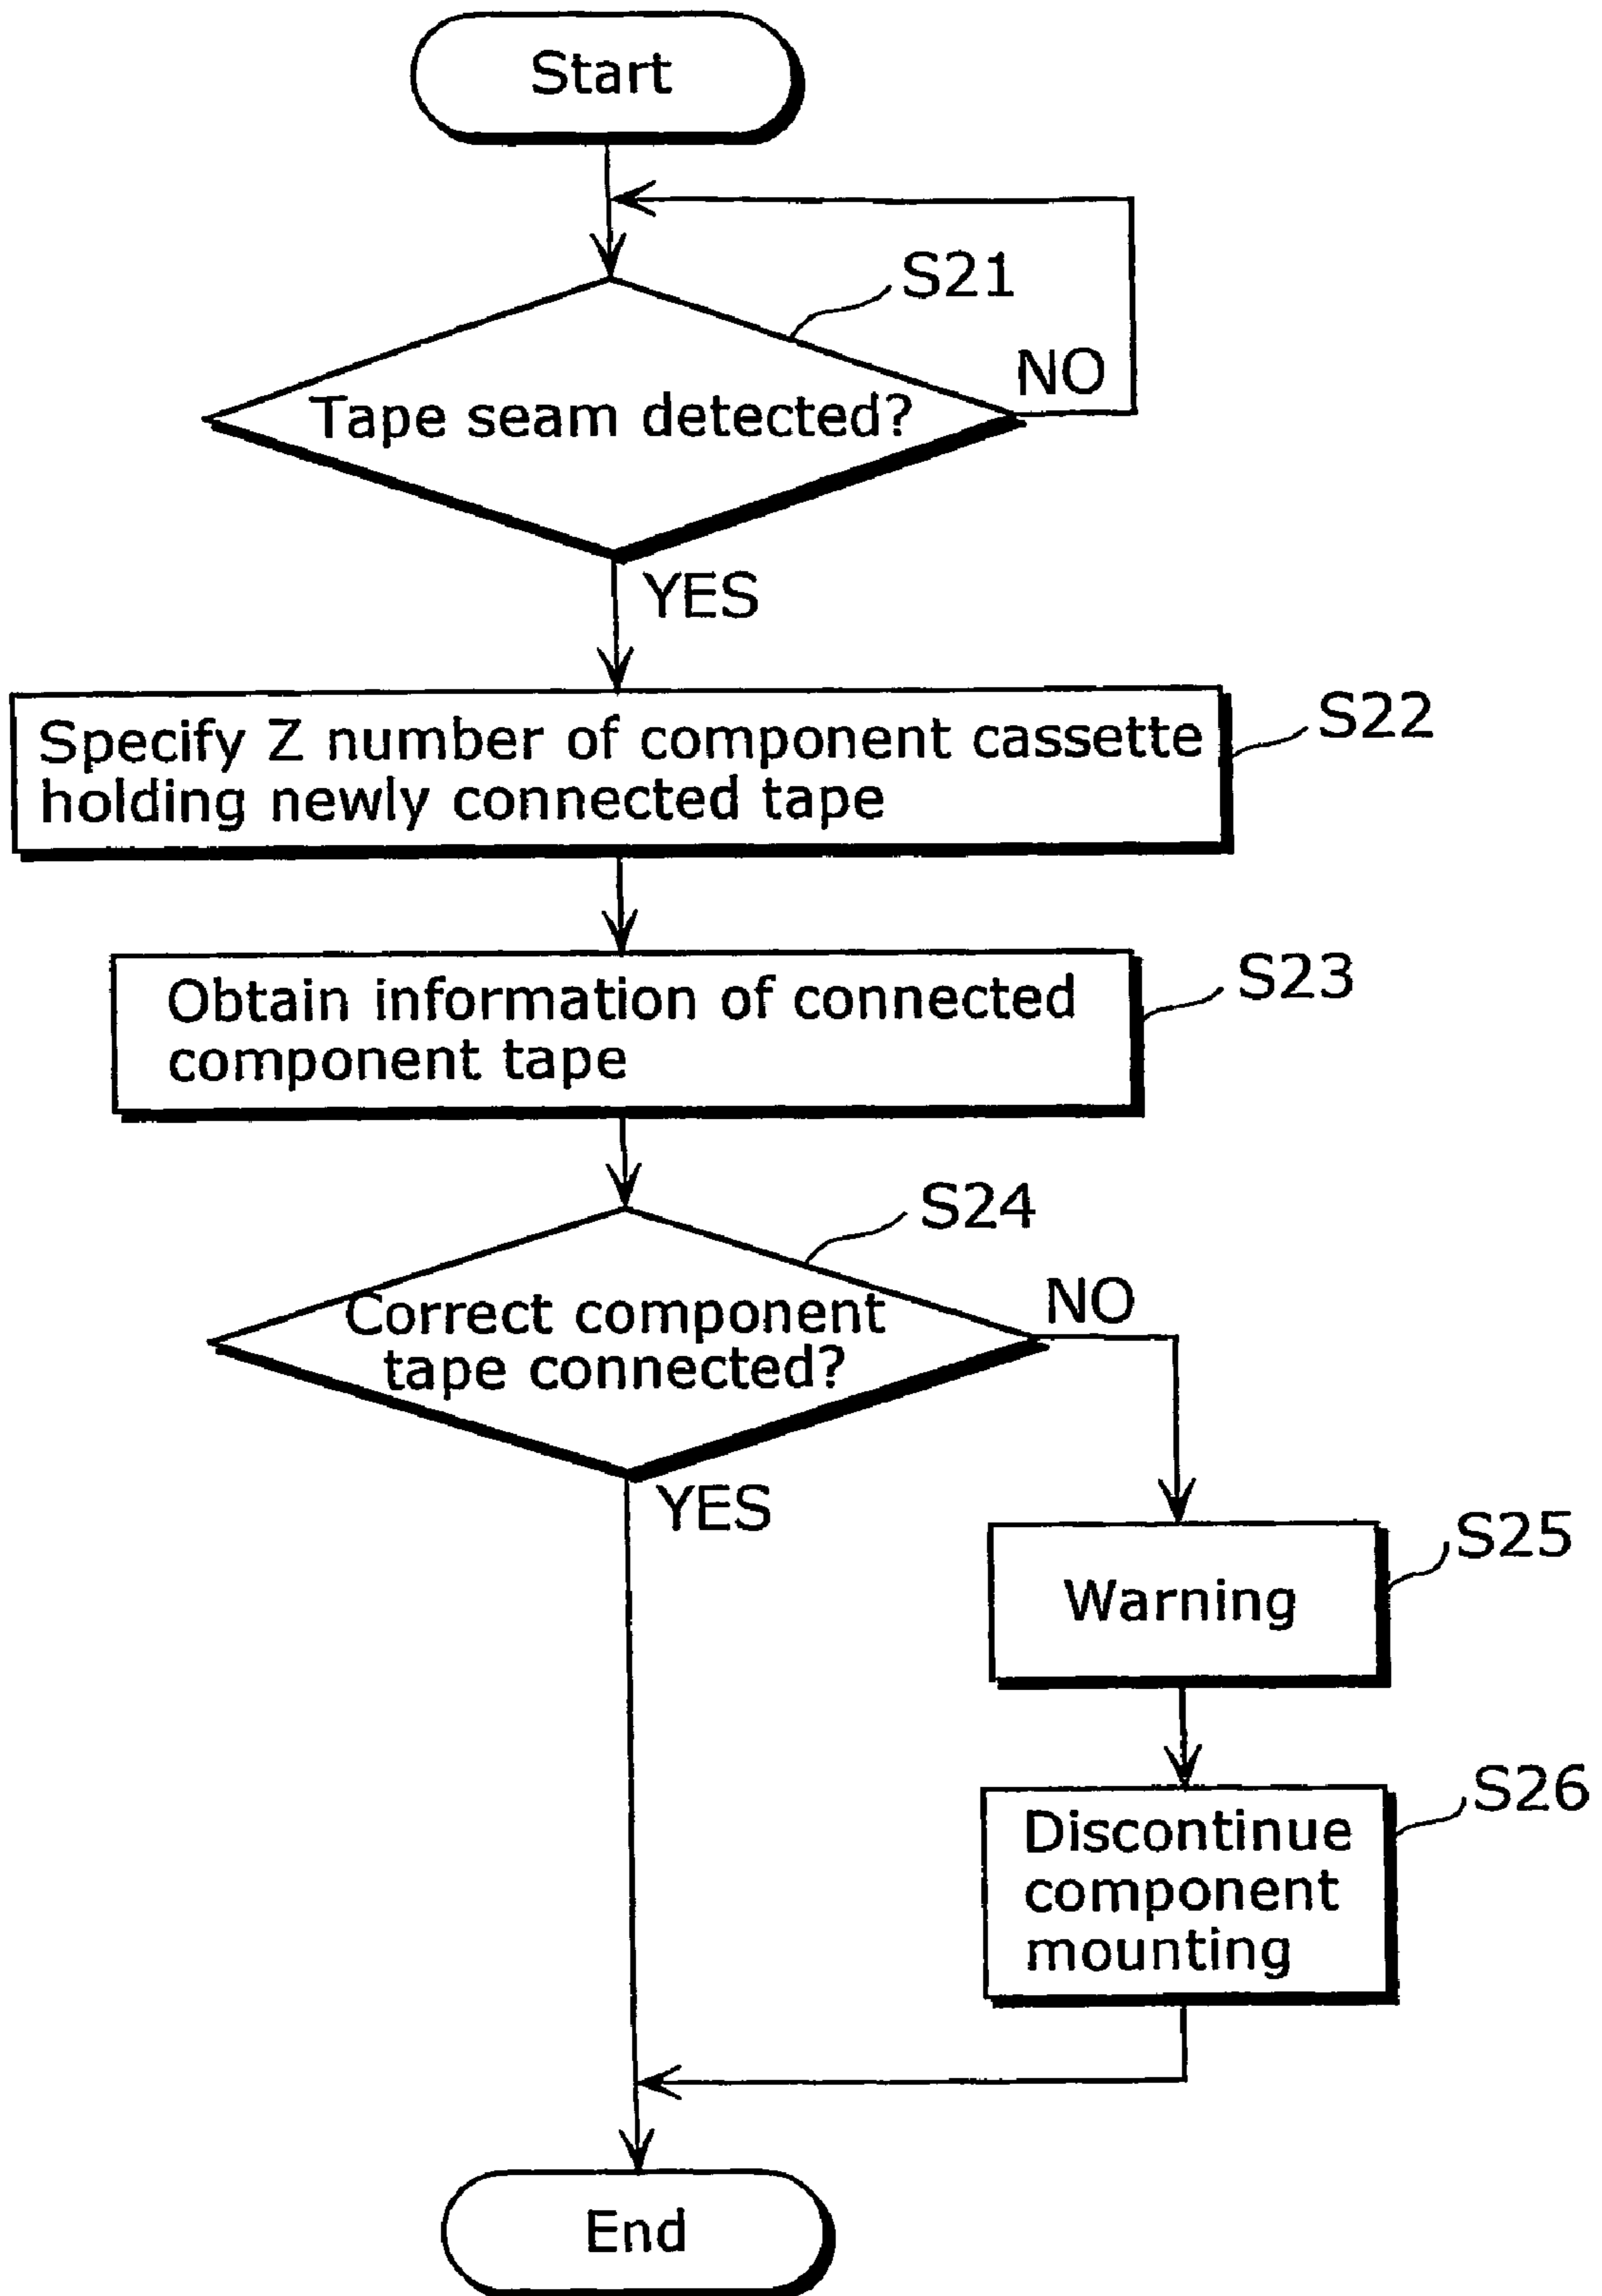 Start
S21
NO
Tape seam detected?
YES
S22
Specify Z number of component cassette
holding newly connected tape
S23
Obtain information of connected
component tape
S24
NO
Correct component
tape connected?
YES
S25
Warning
S26
Discontinue
component
mounting
End